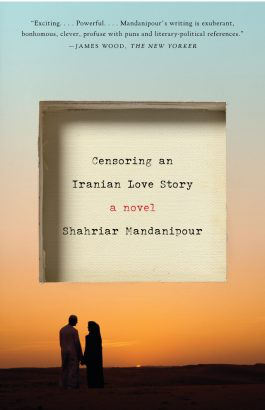 “Exciting. . . . Powerful. . . . Mandanipour's writing is exuberant,
bonhomous, clever, profuse with puns and literary-political references.”
—JAMES WOOD, THE NEW YORKER
Censoring an
Iranian Love Story
a novel
Shahriar Mandanipour